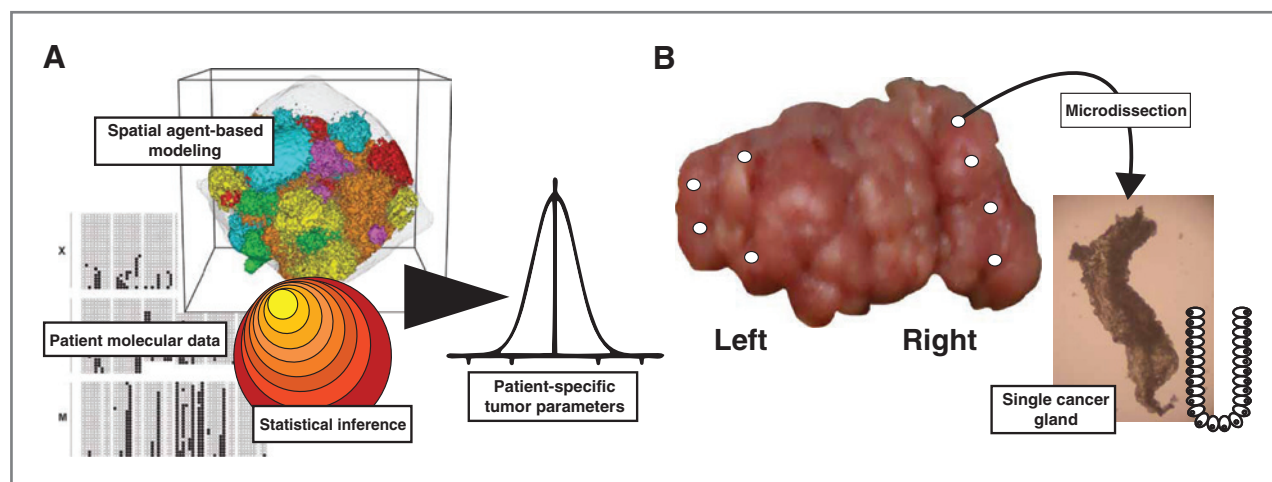 A
Spatial agent-based
modeling
X
Patient molecular data
M
Statistical inference
Patient-specific
tumor parameters
B
Microdissection
Left
Right
Single cancer
gland